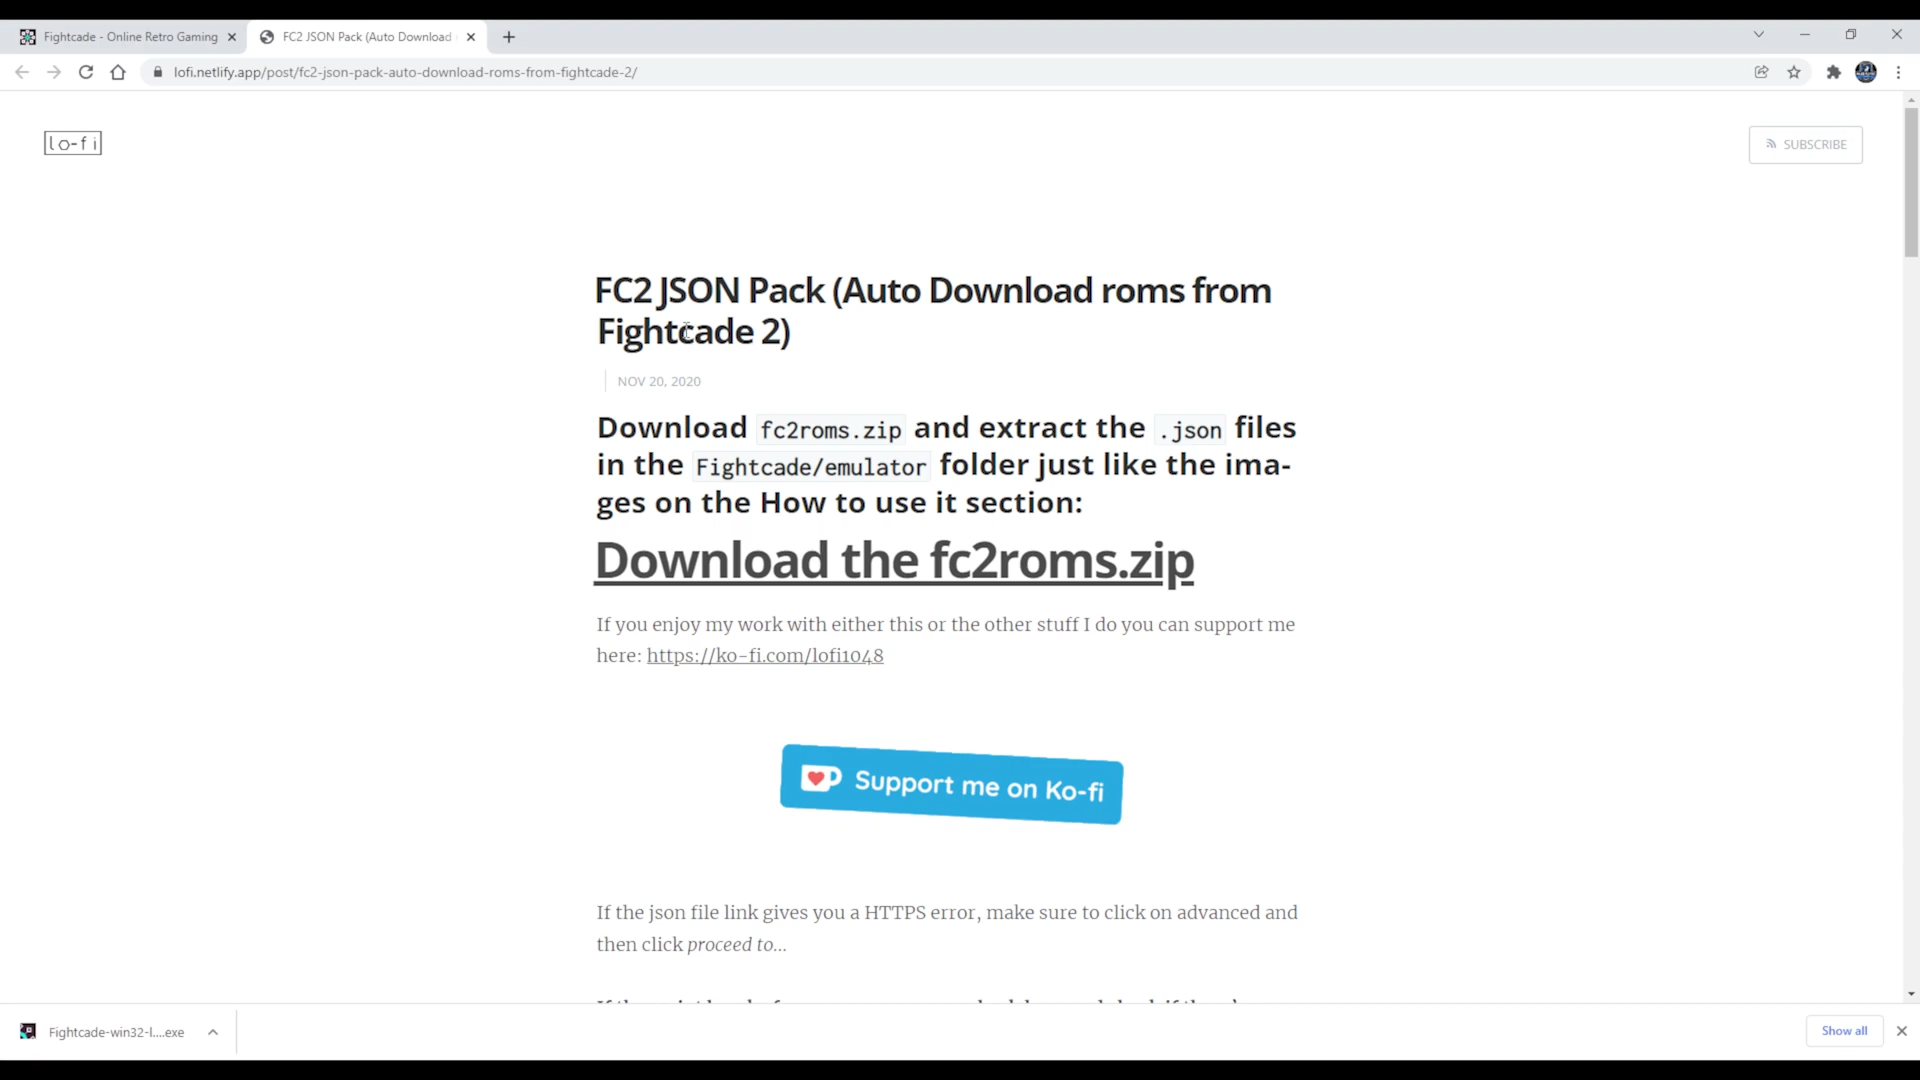 Fightcade - Online Retro Gaming
FC2 JSON Pack (Auto Download
lofi.netlify.app/post/fc2-json-pack-auto-download-roms-from-fightcade-2/
lo-fi
SUBSCRIBE
FC2 JSON Pack (Auto Download roms from
Fightcade 2)
NOV 20, 2020
Download fc2roms.zip and extract the .json files
in the Fightcade/emulator folder just like the ima-
ges on the How to use it section:
Download the fc2roms.zip
If you enjoy my work with either this or the other stuff I do you can support me
here: https://ko-fi.com/lofi1048
Support me on Ko-fi
If the json file link gives you a HTTPS error, make sure to click on advanced and
then click proceed to...
Fightcade-win32-l....exe
Show all